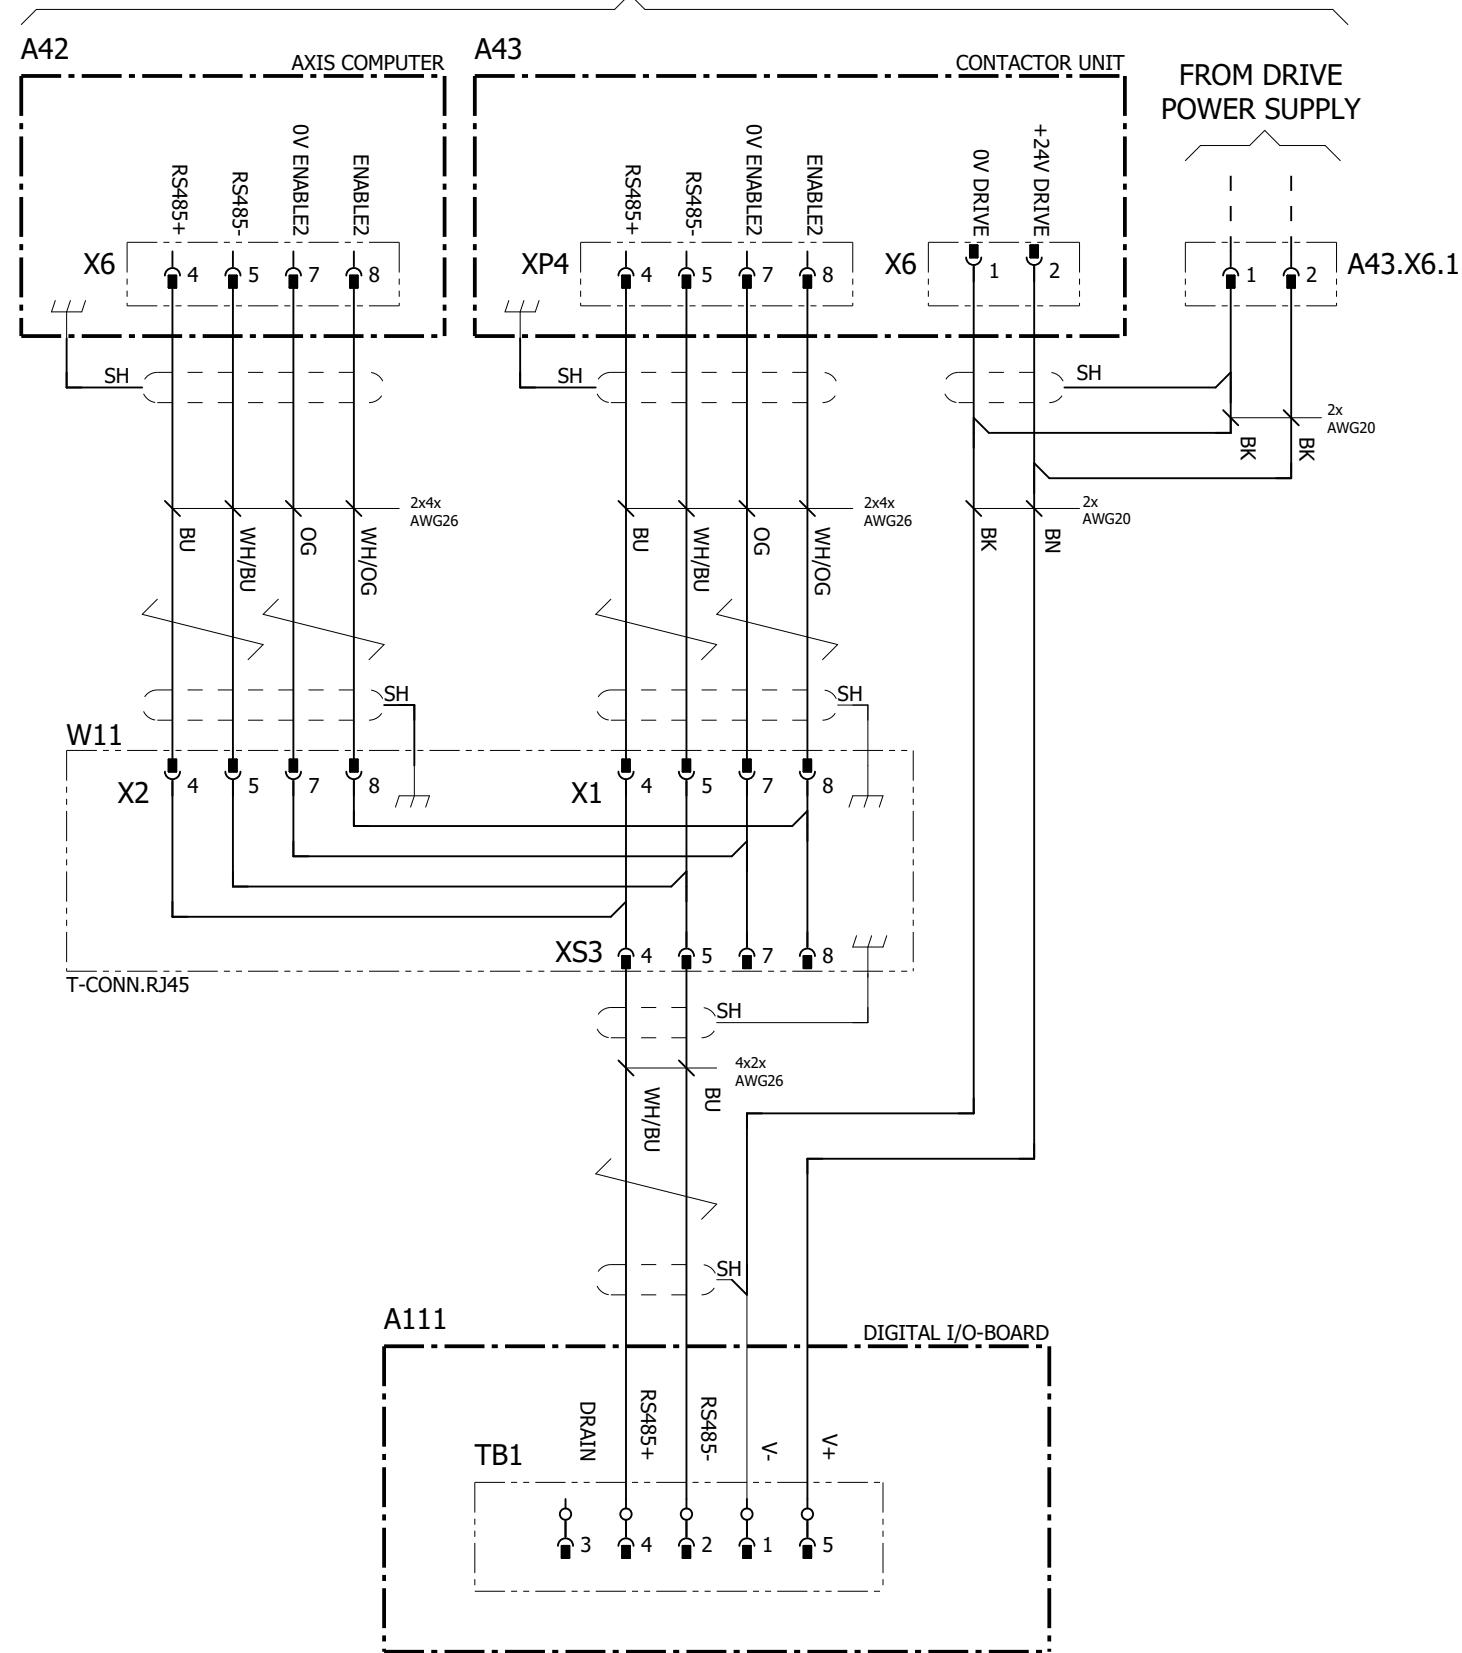 A42
AXIS COMPUTER
A43
CONTACTOR UNIT
FROM DRIVE
POWER SUPPLY
RS485+
RS485-
0V ENABLE2
ENABLE2
RS485+
RS485-
0V ENABLE2
ENABLE2
0V DRIVE
+24V DRIVE
X6
4
5
7
8
XP4
4
5
7
8
X6
1
2
1
2
A43.X6.1
SH
SH
SH
2x
AWG20
BK
BK
2x4x
AWG26
2x4x
AWG26
2x
AWG20
BU
WH/BU
OG
WH/OG
BU
WH/BU
OG
WH/OG
BK
BN
SH
SH
W11
X2
4
5
7
8
X1
4
5
7
8
XS3
4
5
7
8
T-CONN.RJ45
SH
4x2x
AWG26
WH/BU
BU
SH
A111
DIGITAL I/O-BOARD
DRAIN
RS485+
RS485-
V-
V+
TB1
3
4
2
1
5